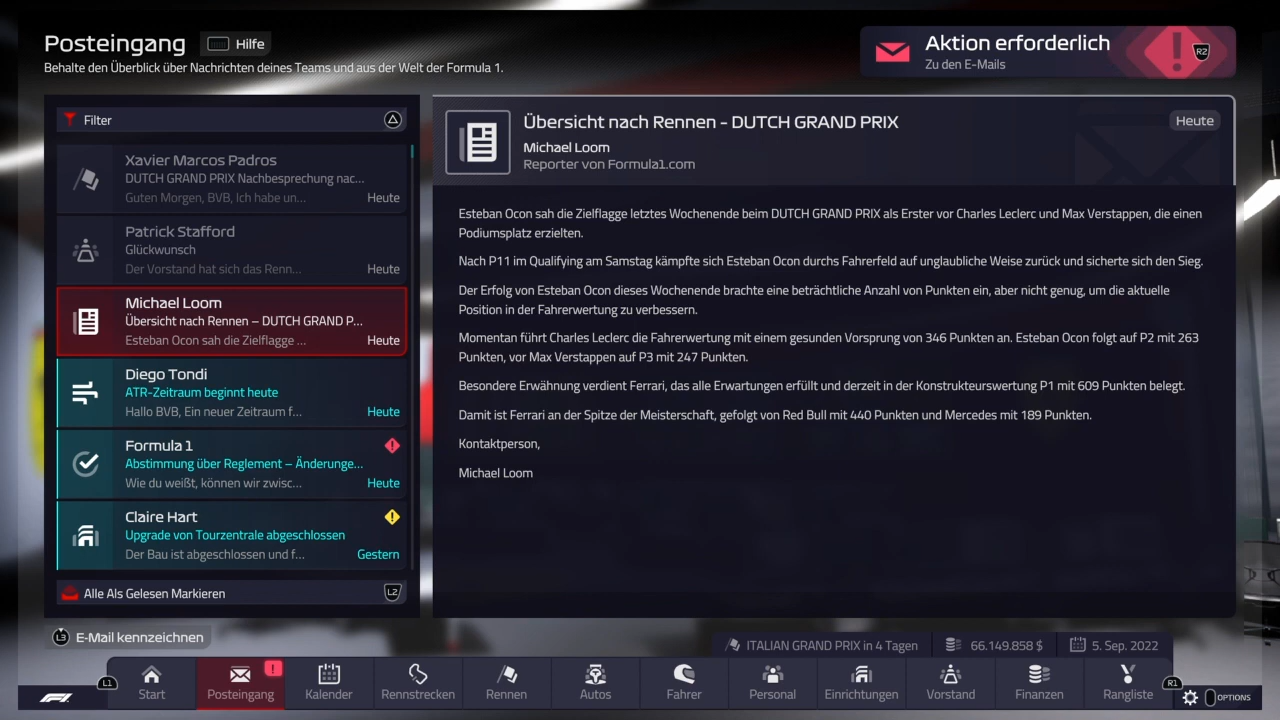 Posteingang
Hilfe
Behalte den Überblick über Nachrichten deines Teams und aus der Welt der Formula 1.
Aktion erforderlich
Zu den E-Mails
R2
Filter
Xavier Marcos Padros
DUTCH GRAND PRIX Nachbesprechung nac...
Guten Morgen, BVB, Ich habe un...
Heute
Patrick Stafford
Glückwunsch
Der Vorstand hat sich das Renn...
Heute
Michael Loom
Übersicht nach Rennen – DUTCH GRAND P...
Esteban Ocon sah die Zielflagge ...
Heute
Diego Tondi
ATR-Zeitraum beginnt heute
Hallo BVB, Ein neuer Zeitraum f...
Heute
Formula 1
Abstimmung über Reglement – Änderunge...
Wie du weißt, können wir zwisc...
Heute
Claire Hart
Upgrade von Tourzentrale abgeschlossen
Der Bau ist abgeschlossen und f...
Gestern
Alle Als Gelesen Markieren
L2
L3
E-Mail kennzeichnen
Übersicht nach Rennen – DUTCH GRAND PRIX
Heute
Michael Loom
Reporter von Formula1.com
Esteban Ocon sah die Zielflagge letztes Wochenende beim DUTCH GRAND PRIX als Erster vor Charles Leclerc und Max Verstappen, die einen
Podiumsplatz erzielten.
Nach P11 im Qualifying am Samstag kämpfte sich Esteban Ocon durchs Fahrerfeld auf unglaubliche Weise zurück und sicherte sich den Sieg.
Der Erfolg von Esteban Ocon dieses Wochenende brachte eine beträchtliche Anzahl von Punkten ein, aber nicht genug, um die aktuelle
Position in der Fahrerwertung zu verbessern.
Momentan führt Charles Leclerc die Fahrerwertung mit einem gesunden Vorsprung von 346 Punkten an. Esteban Ocon folgt auf P2 mit 263
Punkten, vor Max Verstappen auf P3 mit 247 Punkten.
Besondere Erwähnung verdient Ferrari, das alle Erwartungen erfüllt und derzeit in der Konstrukteurswertung P1 mit 609 Punkten belegt.
Damit ist Ferrari an der Spitze der Meisterschaft, gefolgt von Red Bull mit 440 Punkten und Mercedes mit 189 Punkten.
Kontaktperson,
Michael Loom
ITALIAN GRAND PRIX in 4 Tagen
66.149.858 $
5. Sep. 2022
F1
L1
Start
Posteingang
Kalender
Rennstrecken
Rennen
Autos
Fahrer
Personal
Einrichtungen
Vorstand
Finanzen
Rangliste
R1
OPTIONS